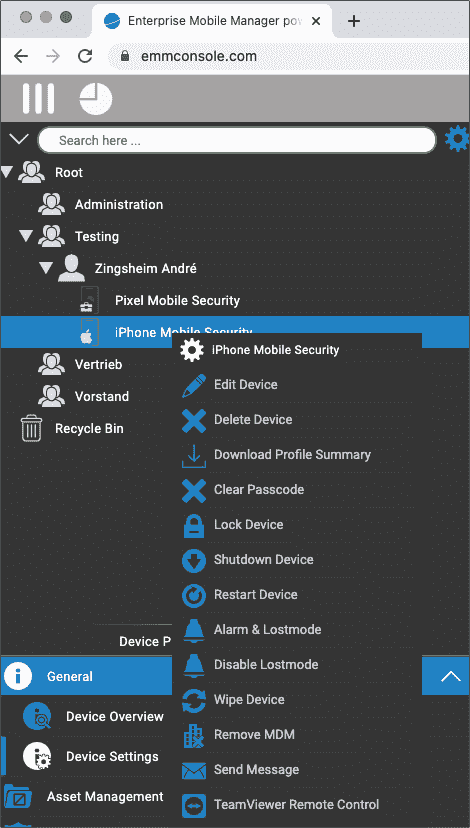 Enterprise Mobile Manager pow
emmconsole.com
Search here ...
Root
Administration
Testing
Zingsheim André
Pixel Mobile Security
iPhone Mobile Security
iPhone Mobile Security
Vertrieb
Edit Device
Vorstand
Delete Device
Recycle Bin
Download Profile Summary
Clear Passcode
Lock Device
Shutdown Device
Restart Device
Alarm & Lostmode
Device P
Disable Lostmode
General
Wipe Device
Device Overview
Remove MDM
Device Settings
Send Message
Asset Management
TeamViewer Remote Control